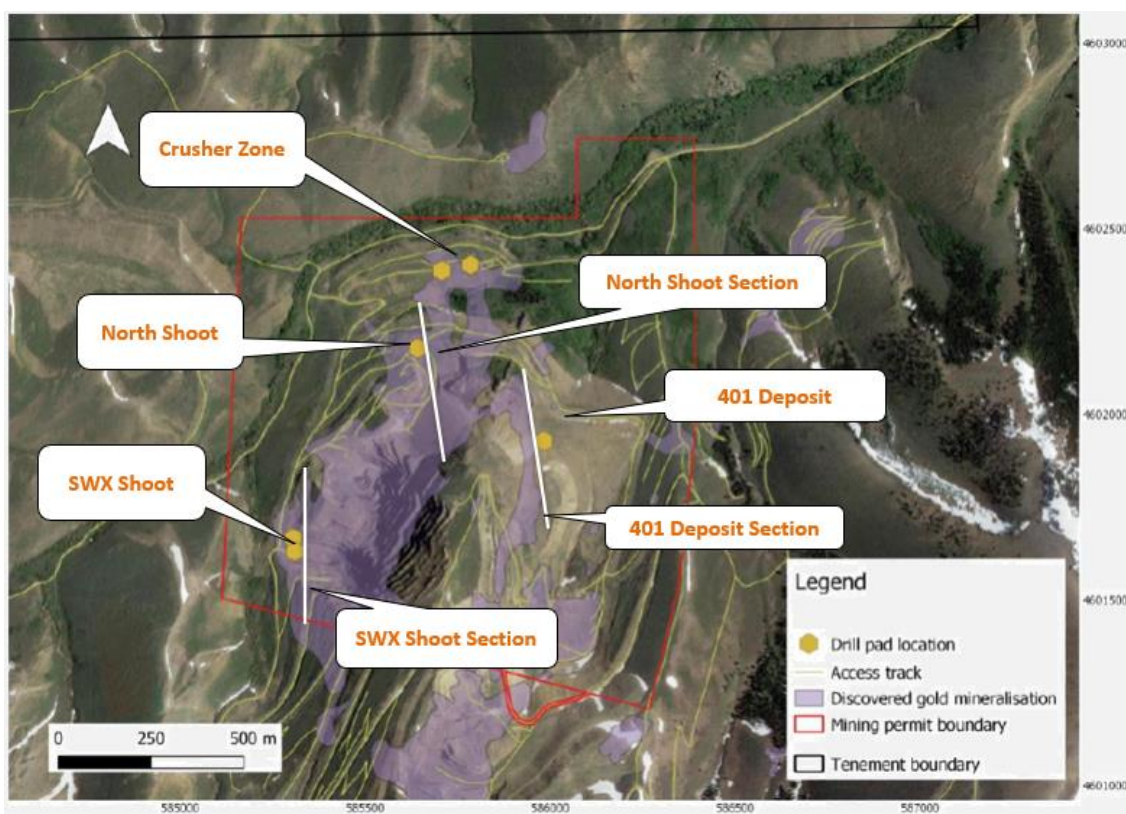 4603000
Crusher Zone
4602500
North Shoot Section
North Shoot
401 Deposit
4602000
SWX Shoot
401 Deposit Section
Legend
4601500
SWX Shoot Section
Drill pad location
Access track
Discovered gold mineralisation
Mining permit boundary
0 250 500 m
Tenement boundary
4601000
585000 585500 586000 586500 587000